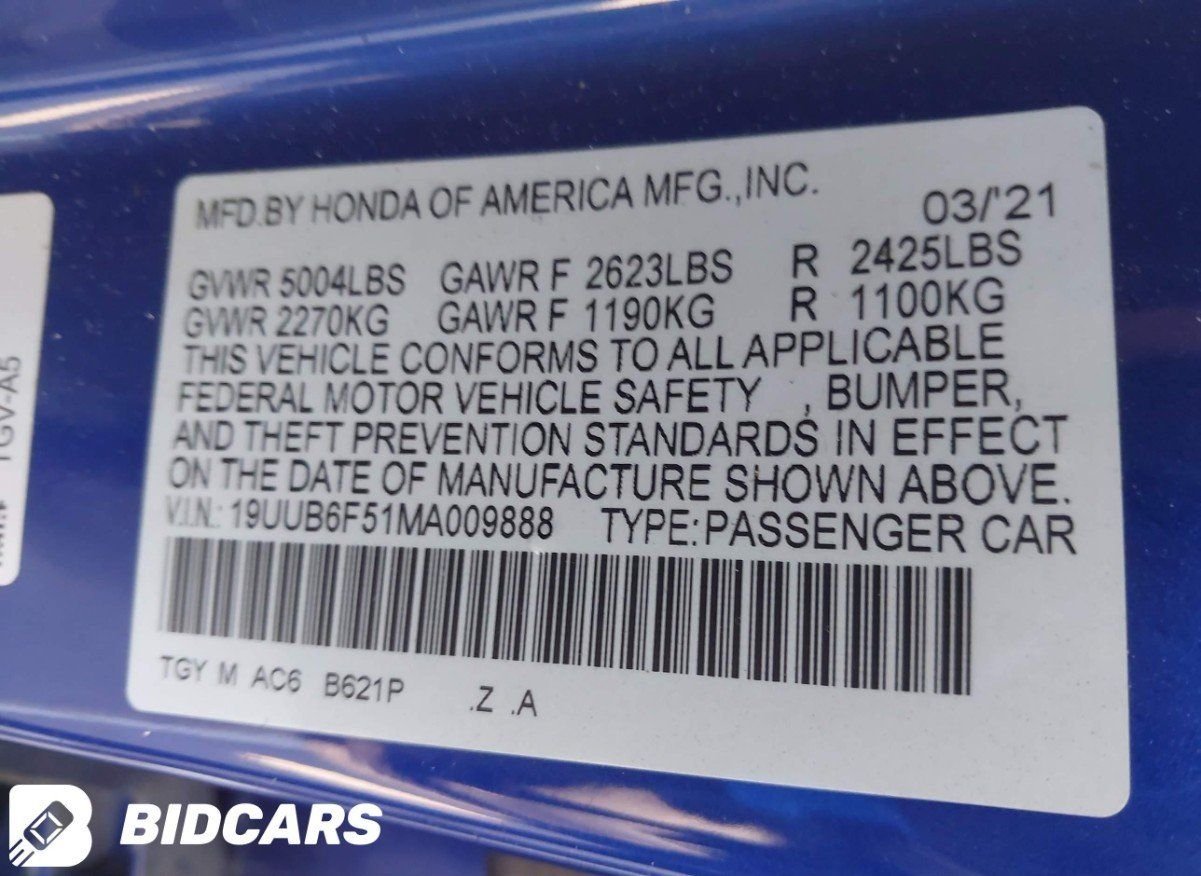 MFD.BY HONDA OF AMERICA MFG.,INC.
03/'21
GVWR 5004LBS GAWR F 2623LBS R 2425LBS
GVWR 2270KG GAWR F 1190KG R 1100KG
THIS VEHICLE CONFORMS TO ALL APPLICABLE
FEDERAL MOTOR VEHICLE SAFETY , BUMPER,
AND THEFT PREVENTION STANDARDS IN EFFECT
ON THE DATE OF MANUFACTURE SHOWN ABOVE.
V.I.N.: 19UUB6F51MA009888 TYPE:PASSENGER CAR
TGY M AC6 B621P .Z .A
TGV-A5
BIDCARS